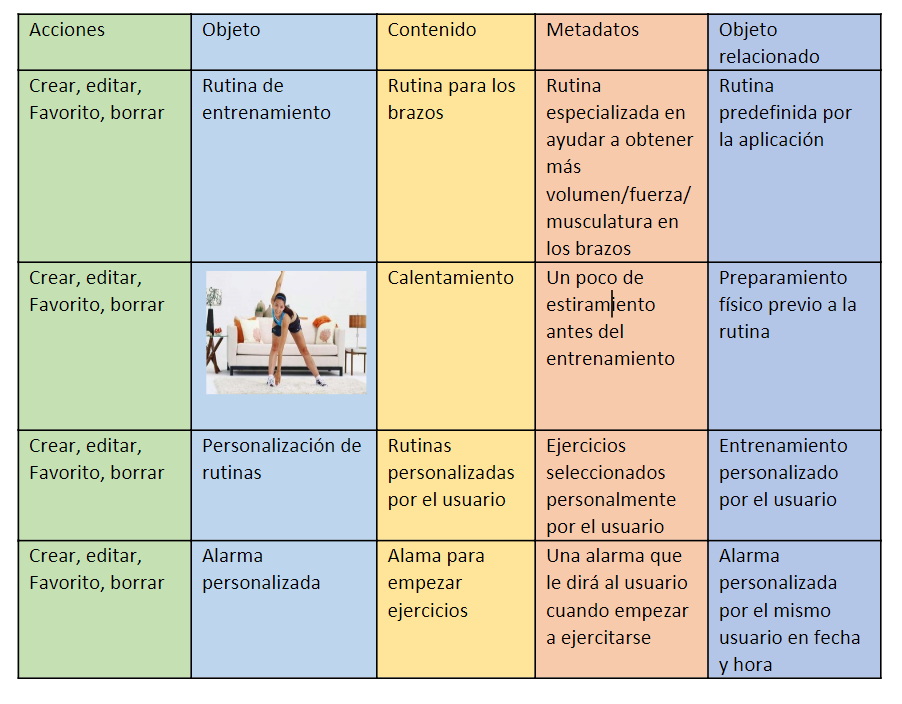 Acciones
Objeto
Contenido
Metadatos
Objeto
relacionado
Crear, editar,
Favorito, borrar
Rutina de
entrenamiento
Rutina para los
brazos
Rutina
especializada en
ayudar a obtener
más
volumen/fuerza/
musculatura en
los brazos
Rutina
predefinida por
la aplicación
Crear, editar,
Favorito, borrar
Calentamiento
Un poco de
estiramiento
antes del
entrenamiento
Preparamiento
físico previo a la
rutina
Crear, editar,
Favorito, borrar
Personalización de
rutinas
Rutinas
personalizadas
por el usuario
Ejercicios
seleccionados
personalmente
por el usuario
Entrenamiento
personalizado
por el usuario
Crear, editar,
Favorito, borrar
Alarma
personalizada
Alama para
empezar
ejercicios
Una alarma que
le dirá al usuario
cuando empezar
a ejercitarse
Alarma
personalizada
por el mismo
usuario en fecha
y hora